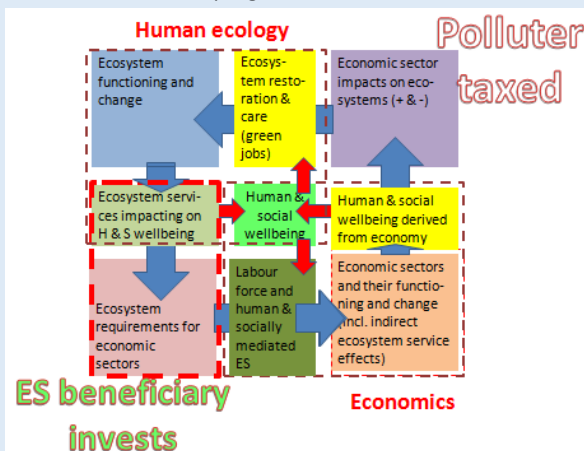 Human ecology
Polluter
taxed
Ecosystem
functioning and
change
Ecosys-
tem resto-
ration &
care
(green
jobs)
Economic sector
impacts on eco-
systems (+ & -)
Ecosystem servi-
ces impacting on
H & S wellbeing
Human &
social
wellbeing
Human & social
wellbeing derived
from economy
Ecosystem
requirements for
economic
sectors
Labour
force and
human &
socially
mediated
ES
Economic sectors
and their functio-
ning and change
(incl. indirect
ecosystem service
effects)
ES beneficiary
invests
Economics